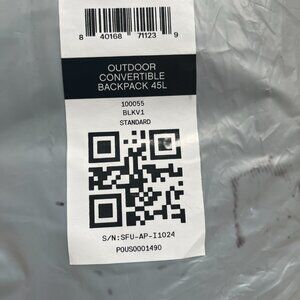 8 40168 71123 9
OUTDOOR
CONVERTIBLE
BACKPACK 45L
100055
BLKV1
STANDARD
S/N:SFU-AP-I1024
POUS0001490